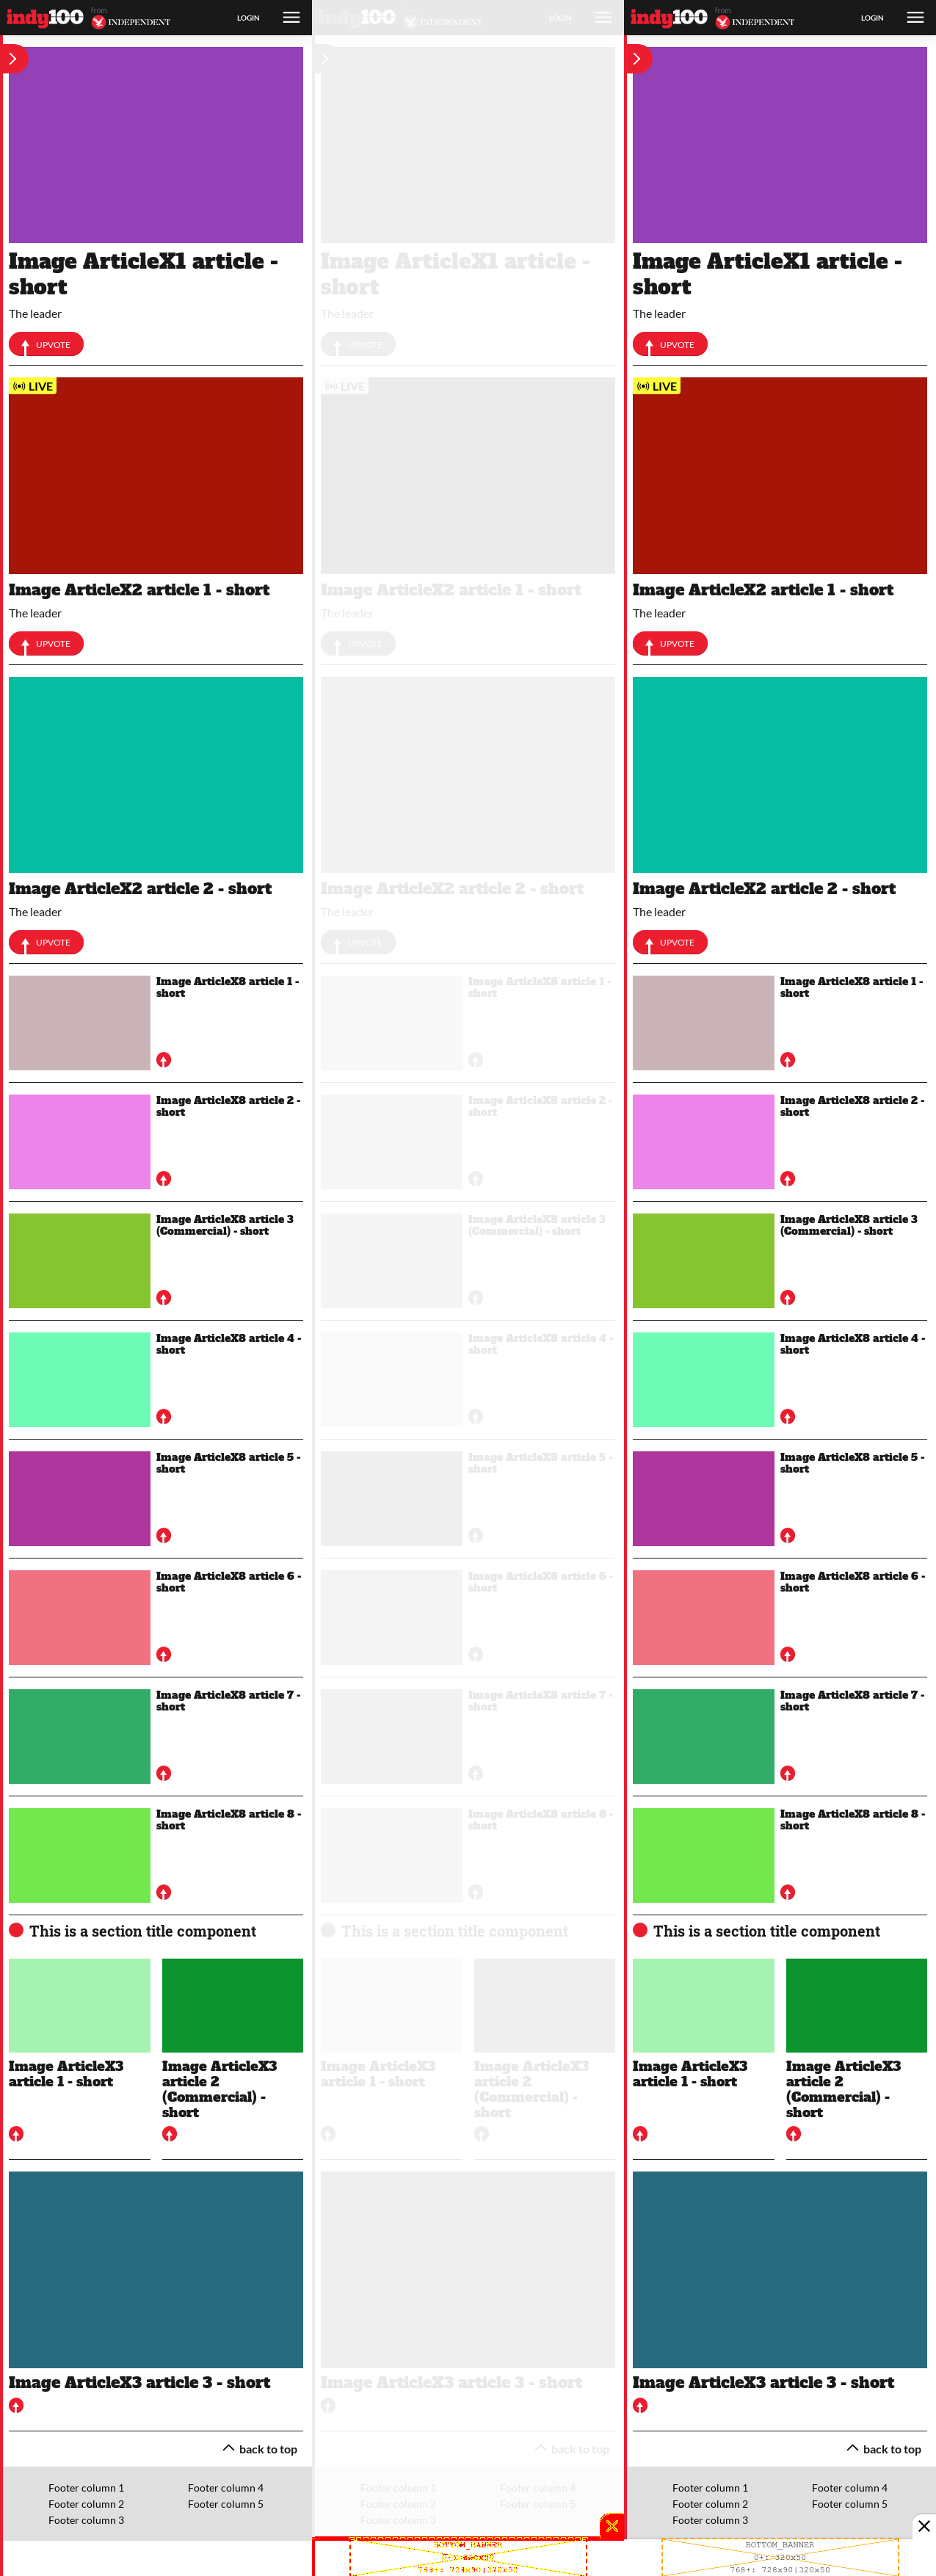 indy100 from INDEPENDENT LOGIN
Image ArticleX1 article -
short
The leader
UPVOTE
LIVE
Image ArticleX2 article 1 - short
The leader
UPVOTE
Image ArticleX2 article 2 - short
The leader
UPVOTE
Image ArticleX8 article 1 -
short
Image ArticleX8 article 2 -
short
Image ArticleX8 article 3
(Commercial) - short
Image ArticleX8 article 4 -
short
Image ArticleX8 article 5 -
short
Image ArticleX8 article 6 -
short
Image ArticleX8 article 7 -
short
Image ArticleX8 article 8 -
short
This is a section title component
Image ArticleX3
article 1 - short
Image ArticleX3
article 2
(Commercial) -
short
Image ArticleX3 article 3 - short
back to top
Footer column 1
Footer column 2
Footer column 3
Footer column 4
Footer column 5
indy100 from INDEPENDENT LOGIN
Image ArticleX1 article -
short
The leader
UPVOTE
LIVE
Image ArticleX2 article 1 - short
The leader
UPVOTE
Image ArticleX2 article 2 - short
The leader
UPVOTE
Image ArticleX8 article 1 -
short
Image ArticleX8 article 2 -
short
Image ArticleX8 article 3
(Commercial) - short
Image ArticleX8 article 4 -
short
Image ArticleX8 article 5 -
short
Image ArticleX8 article 6 -
short
Image ArticleX8 article 7 -
short
Image ArticleX8 article 8 -
short
This is a section title component
Image ArticleX3
article 1 - short
Image ArticleX3
article 2
(Commercial) -
short
Image ArticleX3 article 3 - short
back to top
Footer column 1
Footer column 2
Footer column 3
Footer column 4
Footer column 5
BOTTOM_BANNER
0+: 320x50
768+: 728x90|320x50
indy100 from INDEPENDENT LOGIN
Image ArticleX1 article -
short
The leader
UPVOTE
LIVE
Image ArticleX2 article 1 - short
The leader
UPVOTE
Image ArticleX2 article 2 - short
The leader
UPVOTE
Image ArticleX8 article 1 -
short
Image ArticleX8 article 2 -
short
Image ArticleX8 article 3
(Commercial) - short
Image ArticleX8 article 4 -
short
Image ArticleX8 article 5 -
short
Image ArticleX8 article 6 -
short
Image ArticleX8 article 7 -
short
Image ArticleX8 article 8 -
short
This is a section title component
Image ArticleX3
article 1 - short
Image ArticleX3
article 2
(Commercial) -
short
Image ArticleX3 article 3 - short
back to top
Footer column 1
Footer column 2
Footer column 3
Footer column 4
Footer column 5
BOTTOM_BANNER
0+: 320x50
768+: 728x90|320x50